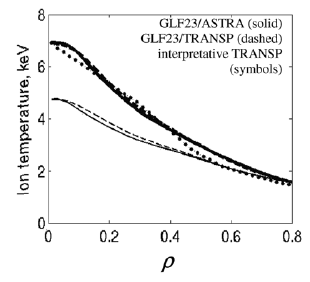 8
GLF23/ASTRA (solid)
GLF23/TRANSP (dashed)
interpretative TRANSP
(symbols)
6
4
2
0
Ion temperature, keV
0 0.2 0.4 0.6 0.8
ρ